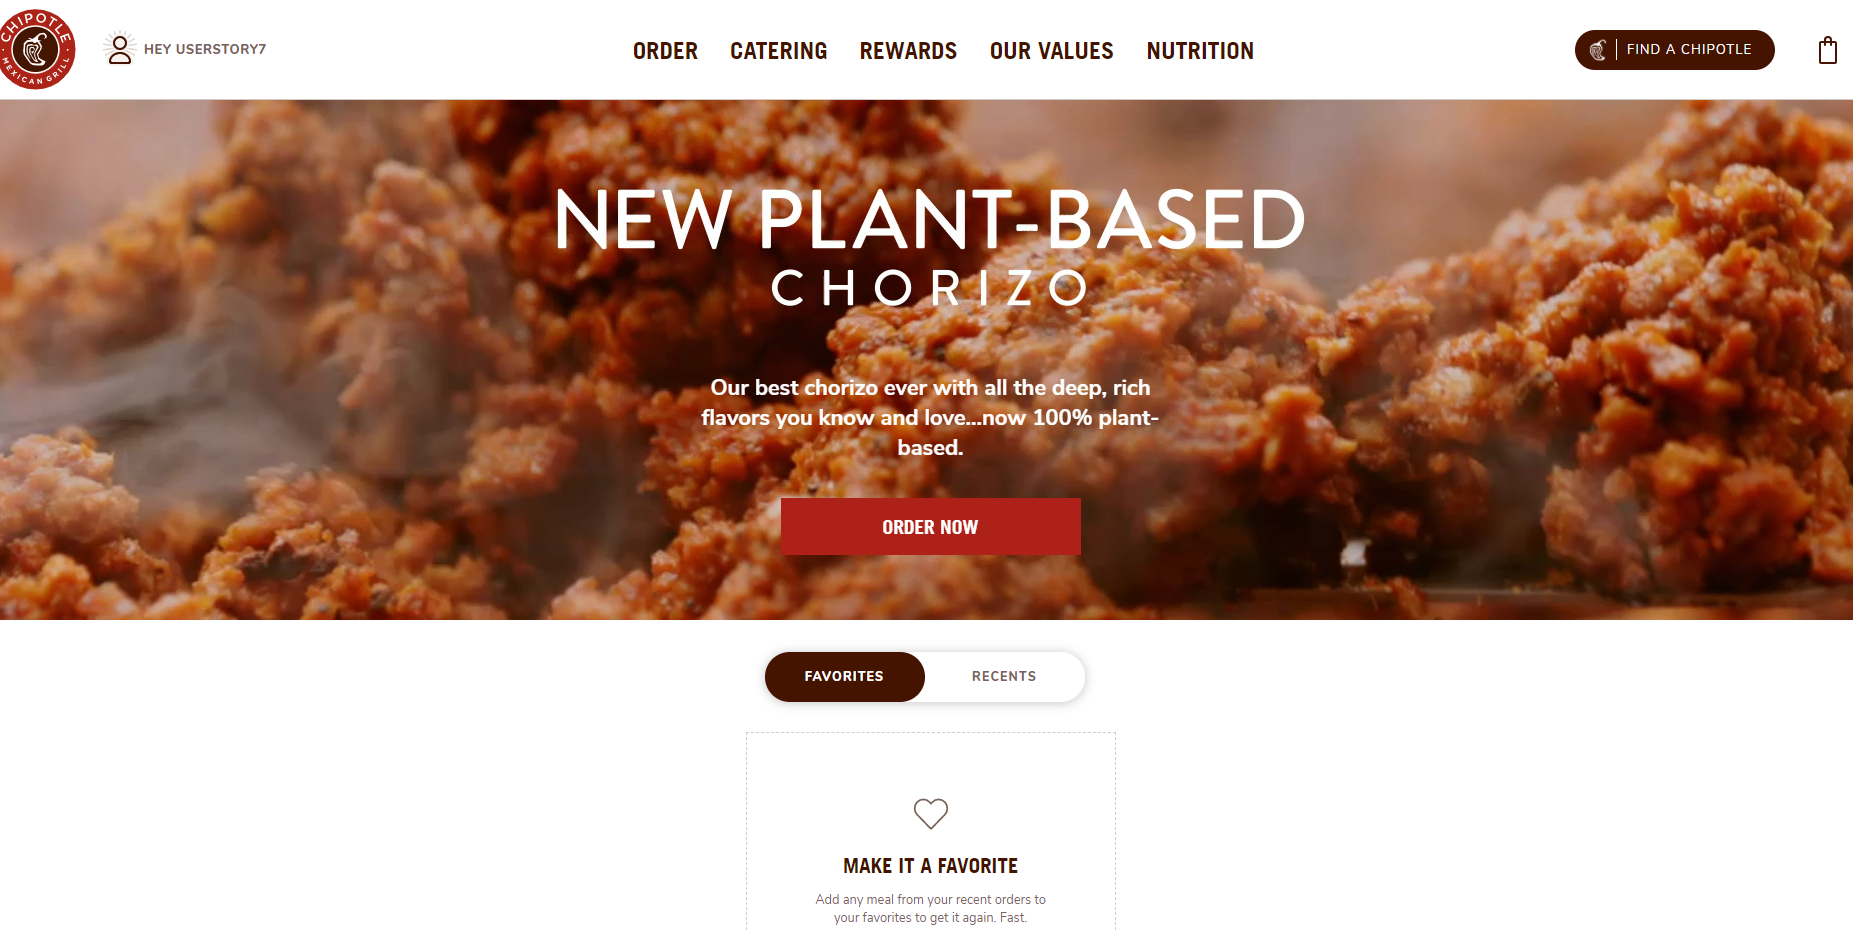 CHIPOTLE
MEXICAN GRILL
HEY USERSTORY7
ORDER
CATERING
REWARDS
OUR VALUES
NUTRITION
FIND A CHIPOTLE
NEW PLANT-BASED
CHORIZO
Our best chorizo ever with all the deep, rich
flavors you know and love...now 100% plant-
based.
ORDER NOW
FAVORITES
RECENTS
MAKE IT A FAVORITE
Add any meal from your recent orders to
your favorites to get it again. Fast.